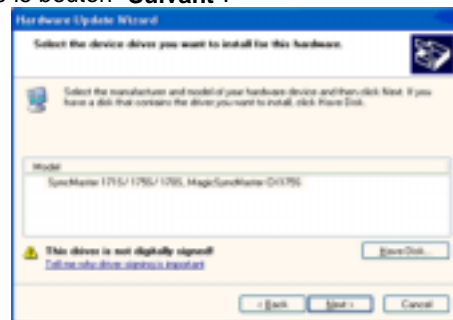 le bouton "Suivant".
Hardware Update Wizard
Select the device driver you want to install for this hardware.
Select the manufacturer and model of your hardware device and then click Next. If you
have a disk that contains the driver you want to install, click Have Disk.
Model
SyncMaster 171S/ 175S/ 170S, MagicSyncMaster
This driver is not digitally signed!
Tell me why driver signing is important
Have Disk...
< Back
Next >
Cancel